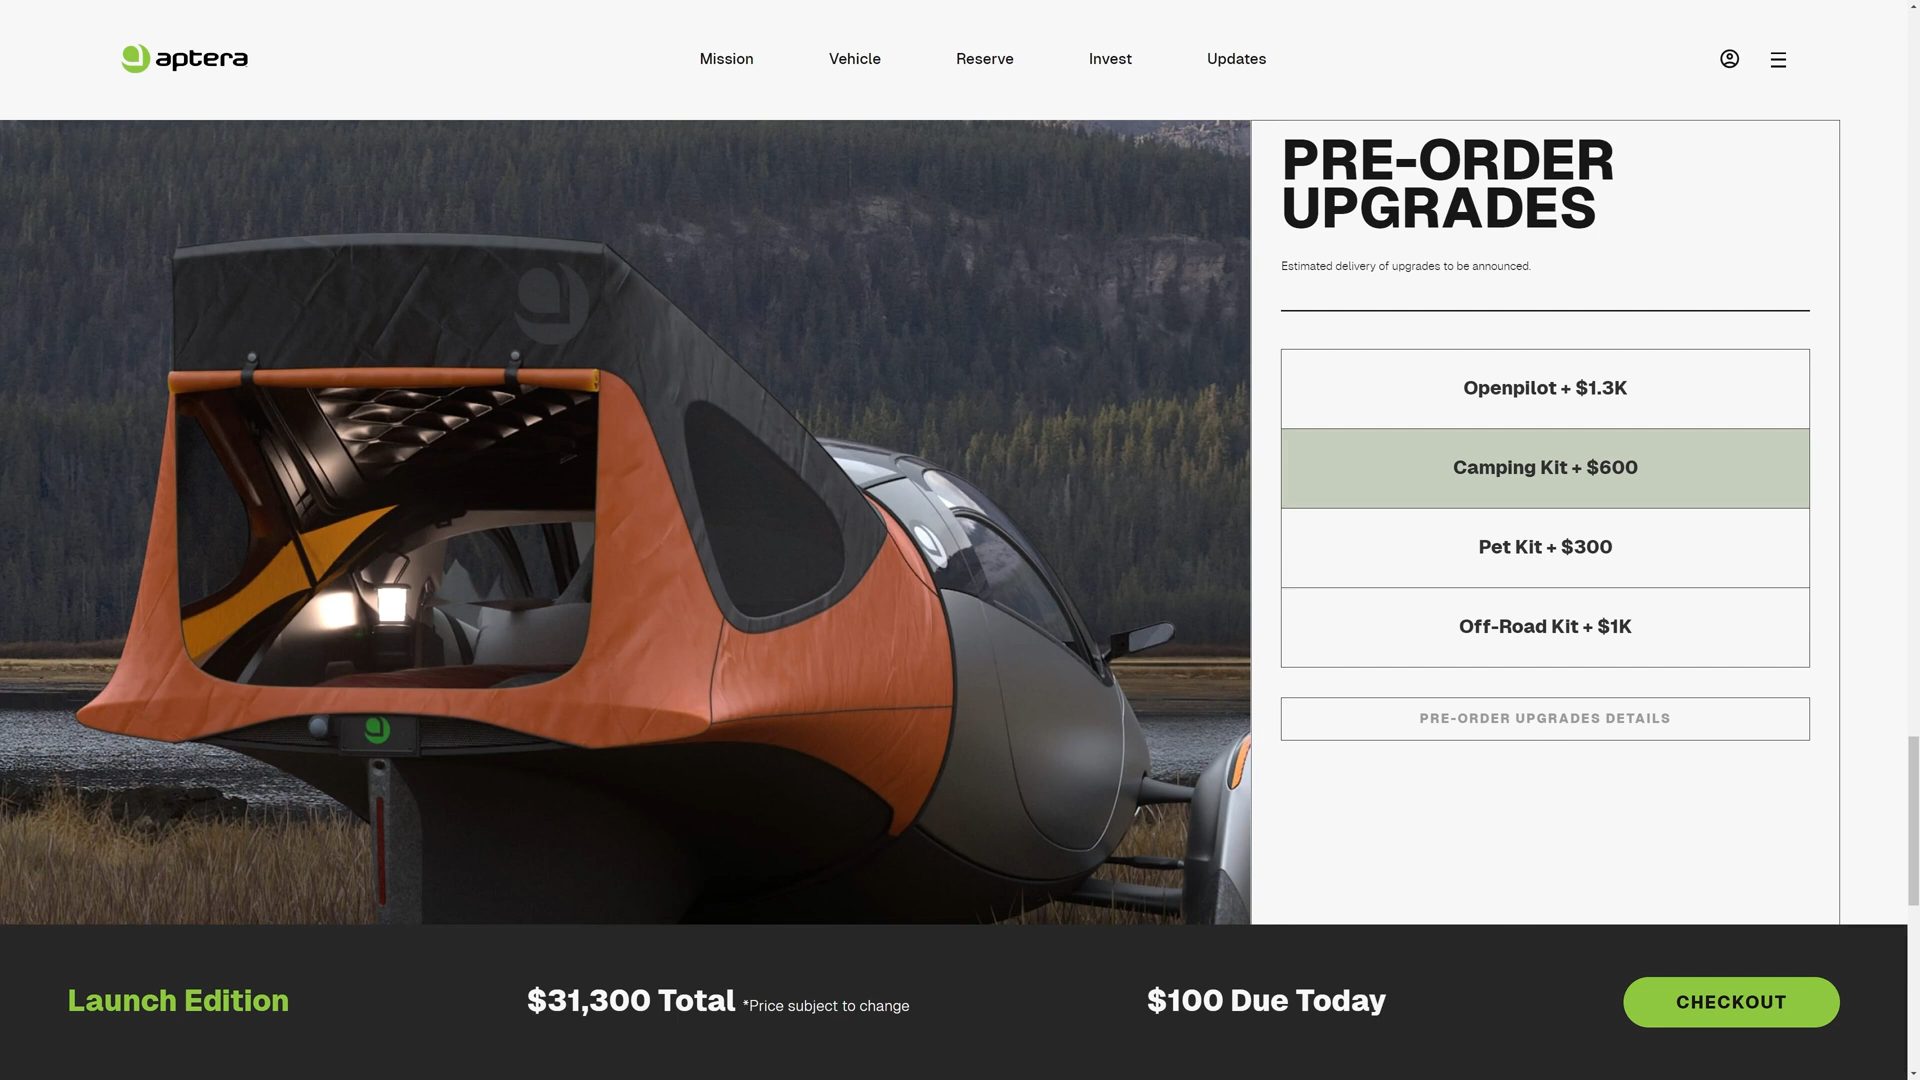 aptera
Mission
Vehicle
Reserve
Invest
Updates
PRE-ORDER
UPGRADES
Estimated delivery of upgrades to be announced.
Openpilot + $1.3K
Camping Kit + $600
Pet Kit + $300
Off-Road Kit + $1K
PRE-ORDER UPGRADES DETAILS
Launch Edition
$31,300 Total *Price subject to change
$100 Due Today
CHECKOUT